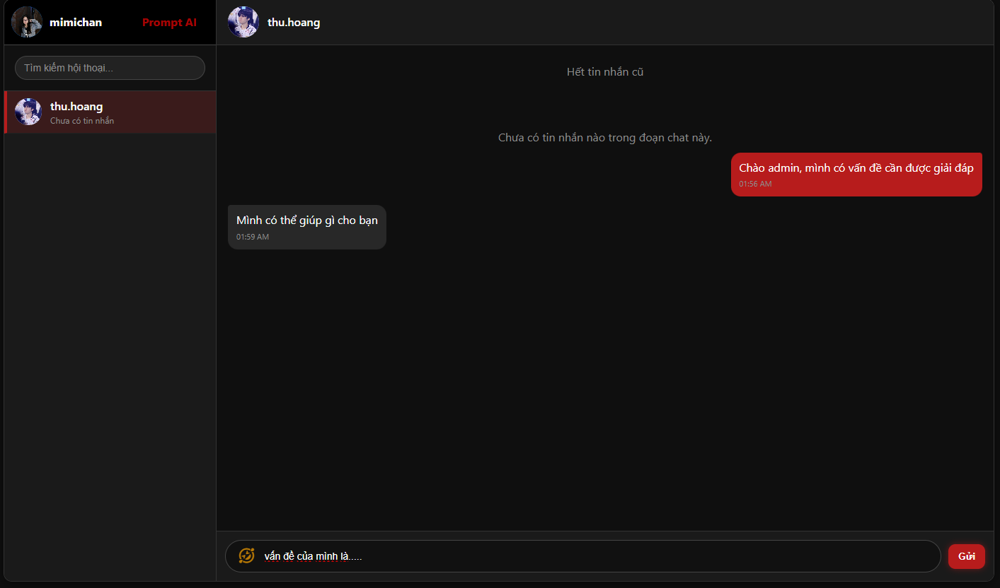 mimichan
Prompt AI
thu.hoang
Tìm kiếm hội thoại...
thu.hoang
Chưa có tin nhắn
Hết tin nhắn cũ
Chưa có tin nhắn nào trong đoạn chat này.
Chào admin, mình có vấn đề cần được giải đáp
01:56 AM
Mình có thể giúp gì cho bạn
01:59 AM
vấn đề của mình là.....
Gửi